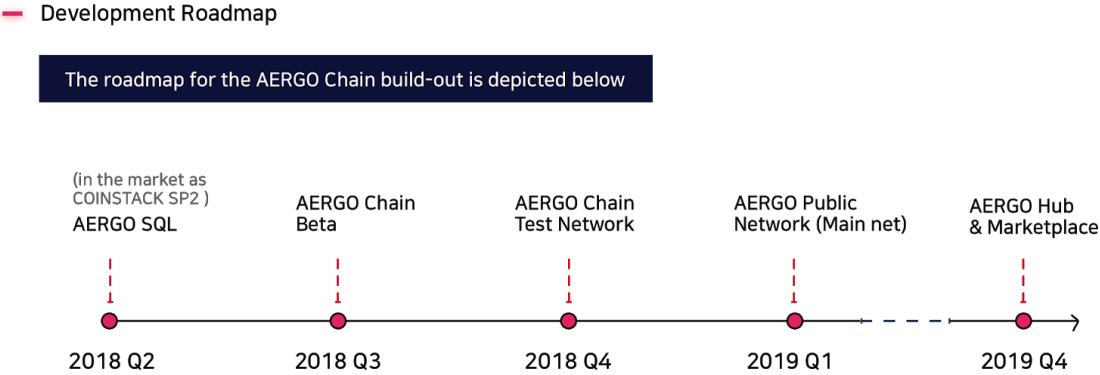 Development Roadmap
The roadmap for the AERGO Chain build-out is depicted below
(in the market as
COINSTACK SP2 )
AERGO SQL
AERGO Chain
Beta
AERGO Chain
Test Network
AERGO Public
Network (Main net)
AERGO Hub
& Marketplace
2018 Q2
2018 Q3
2018 Q4
2019 Q1
2019 Q4